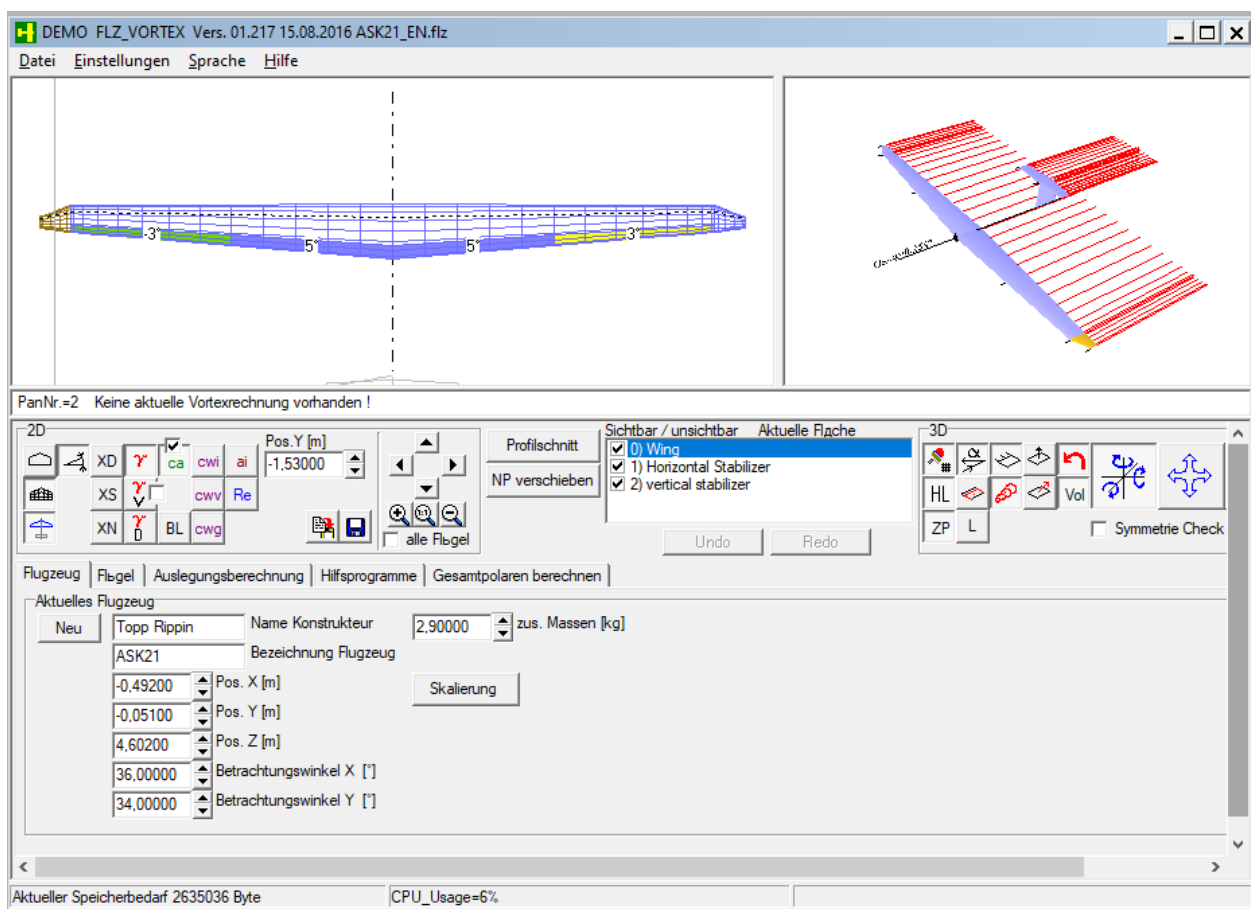 DEMO FLZ_VORTEX Vers. 01.217 15.08.2016 ASK21_EN.flz
Datei Einstellungen Sprache Hilfe
-3° 5° 5° -3°
PanNr.=2 Keine aktuelle Vortexrechnung vorhanden !
2D
XD γ ca cwi ai
Pos.Y [m]
-1,53000
XS γ V cwv Re
XN γ D BL cwg
1:1
alle Flьgel
Profilschnitt
NP verschieben
Sichtbar / unsichtbar Aktuelle Flдche
0) Wing
1) Horizontal Stabilizer
2) vertical stabilizer
Undo Redo
3D
α
HL Vol
ZP L
Symmetrie Check
Flugzeug Flьgel Auslegungsberechnung Hilfsprogramme Gesamtpolaren berechnen
Aktuelles Flugzeug
Neu Topp Rippin Name Konstrukteur 2,90000 zus. Massen [kg]
ASK21 Bezeichnung Flugzeug
-0,49200 Pos. X [m] Skalierung
-0,05100 Pos. Y [m]
4,60200 Pos. Z [m]
36,00000 Betrachtungswinkel X [°]
34,00000 Betrachtungswinkel Y [°]
Aktueller Speicherbedarf 2635036 Byte CPU_Usage=6%